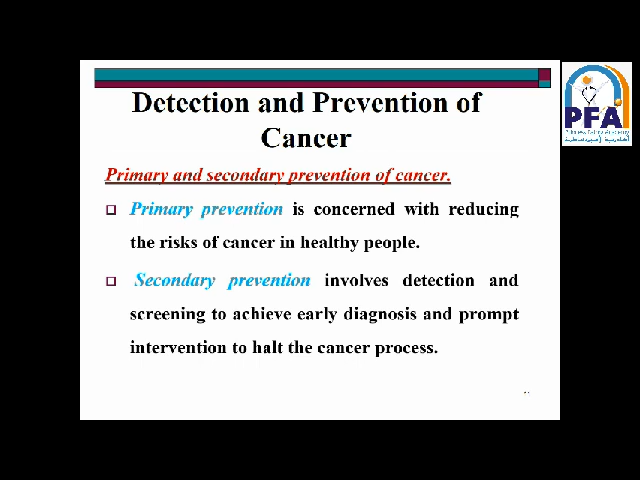 Detection and Prevention of
Cancer
Primary and secondary prevention of cancer.
Primary prevention is concerned with reducing
the risks of cancer in healthy people.
Secondary prevention involves detection and
screening to achieve early diagnosis and prompt
intervention to halt the cancer process.
PFA